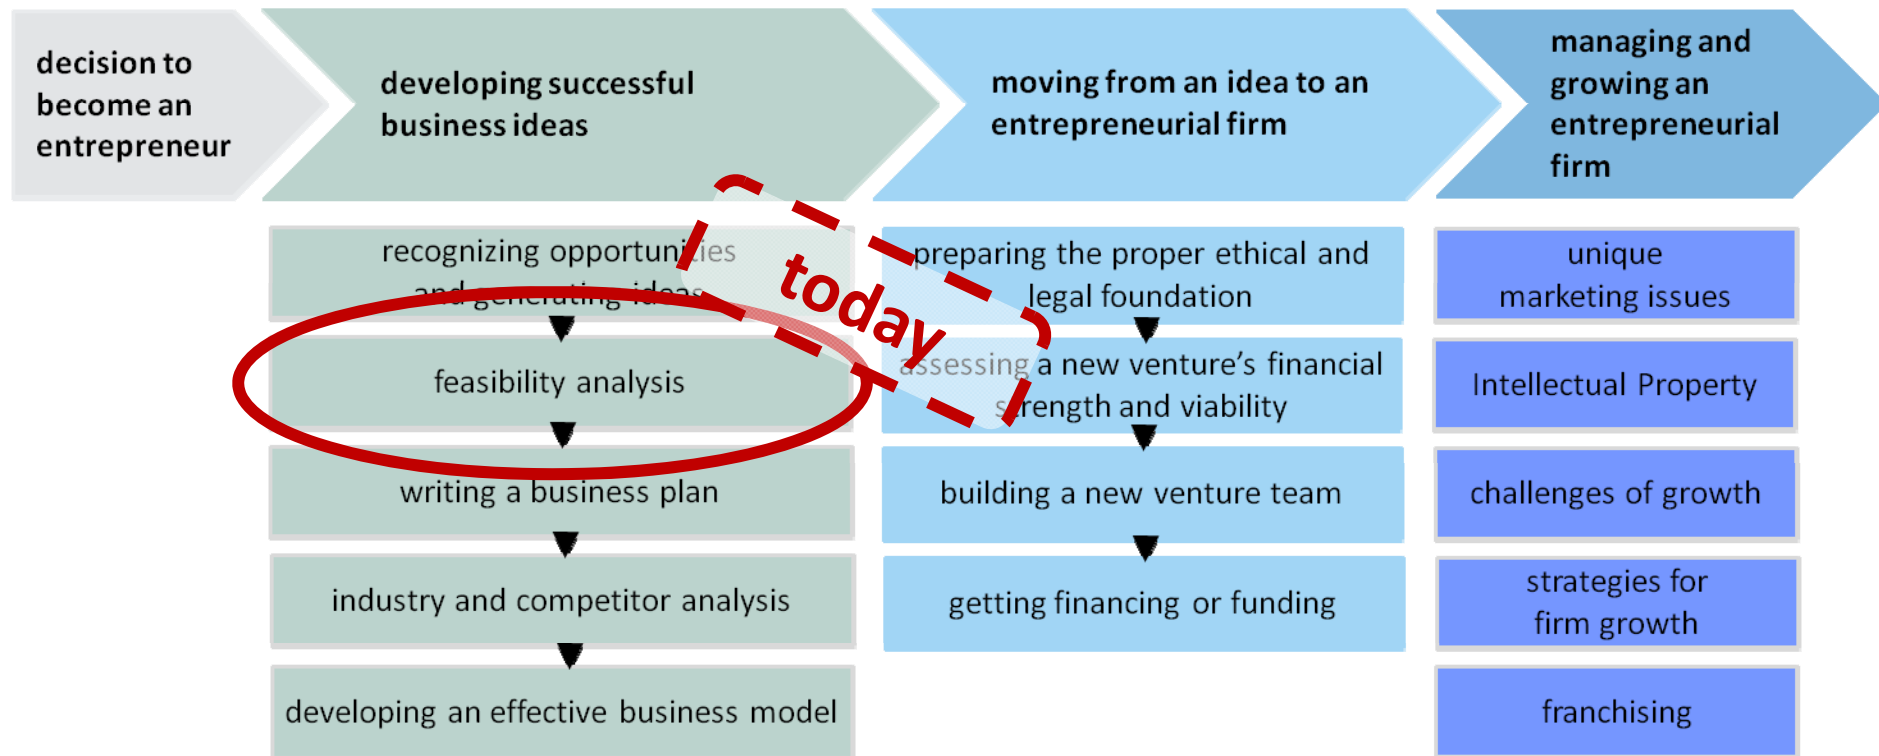 decision to
become an
entrepreneur
developing successful
business ideas
moving from an idea to an
entrepreneurial firm
managing and
growing an
entrepreneurial
firm
recognizing opportunities
and generating ideas
feasibility analysis
writing a business plan
industry and competitor analysis
developing an effective business model
today
preparing the proper ethical and
legal foundation
assessing a new venture's financial
strength and viability
building a new venture team
getting financing or funding
unique
marketing issues
Intellectual Property
challenges of growth
strategies for
firm growth
franchising